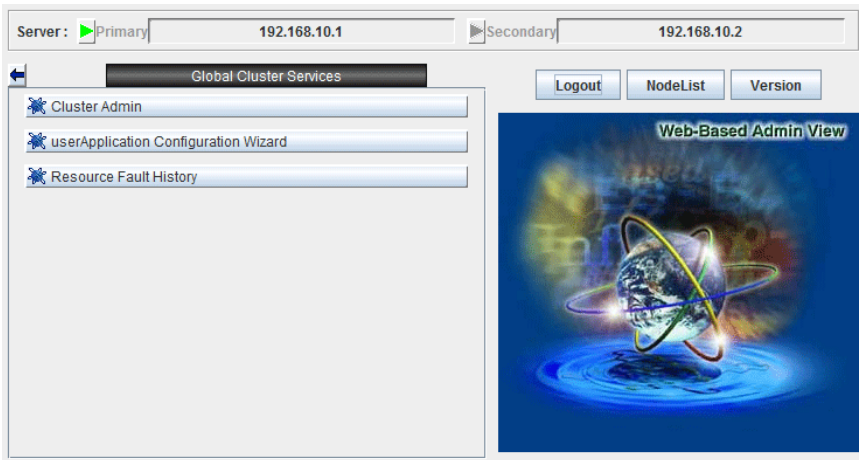 Server : Primary 192.168.10.1 Secondary 192.168.10.2
Global Cluster Services
Logout NodeList Version
Cluster Admin
userApplication Configuration Wizard
Resource Fault History
Web-Based Admin View